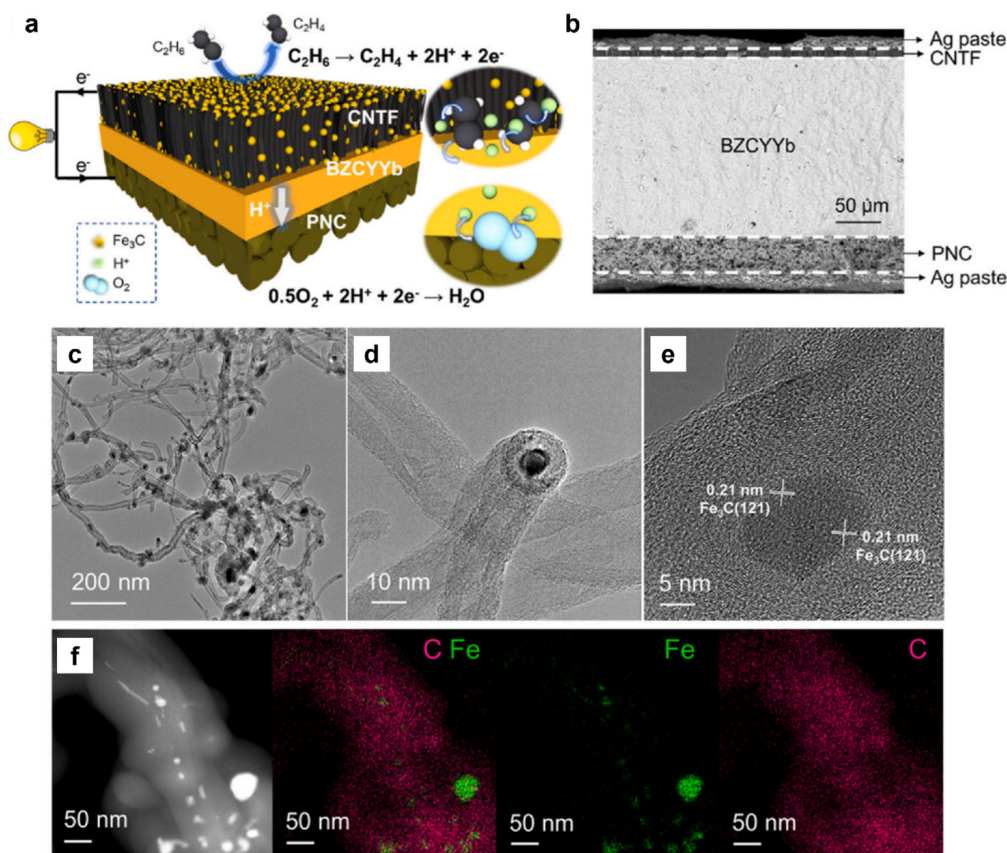 a
C₂H₆
C₂H₄
C₂H₆ → C₂H₄ + 2H⁺ + 2e⁻
e⁻
CNTF
BZCYYb
e⁻
H⁺
PNC
Fe₃C
H⁺
O₂
0.5O₂ + 2H⁺ + 2e⁻ → H₂O
b
Ag paste
CNTF
BZCYYb
50 µm
PNC
Ag paste
c
200 nm
d
10 nm
e
0.21 nm
Fe₃C(121)
0.21 nm
Fe₃C(121)
5 nm
f
50 nm
C Fe
50 nm
Fe
50 nm
C
50 nm